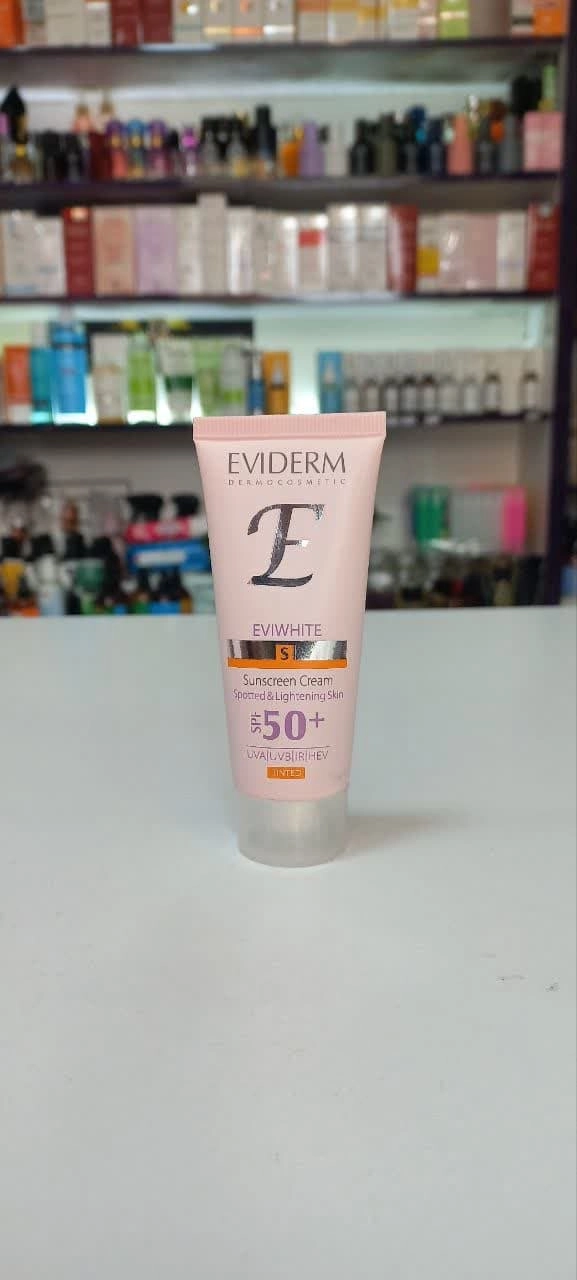 EVIDERM
DERMOCOSMETIC
E
EVIWHITE
S
Sunscreen Cream
Spotted & Lightening Skin
SPF 50+
UVA|UVB|IR|HEV
TINTED